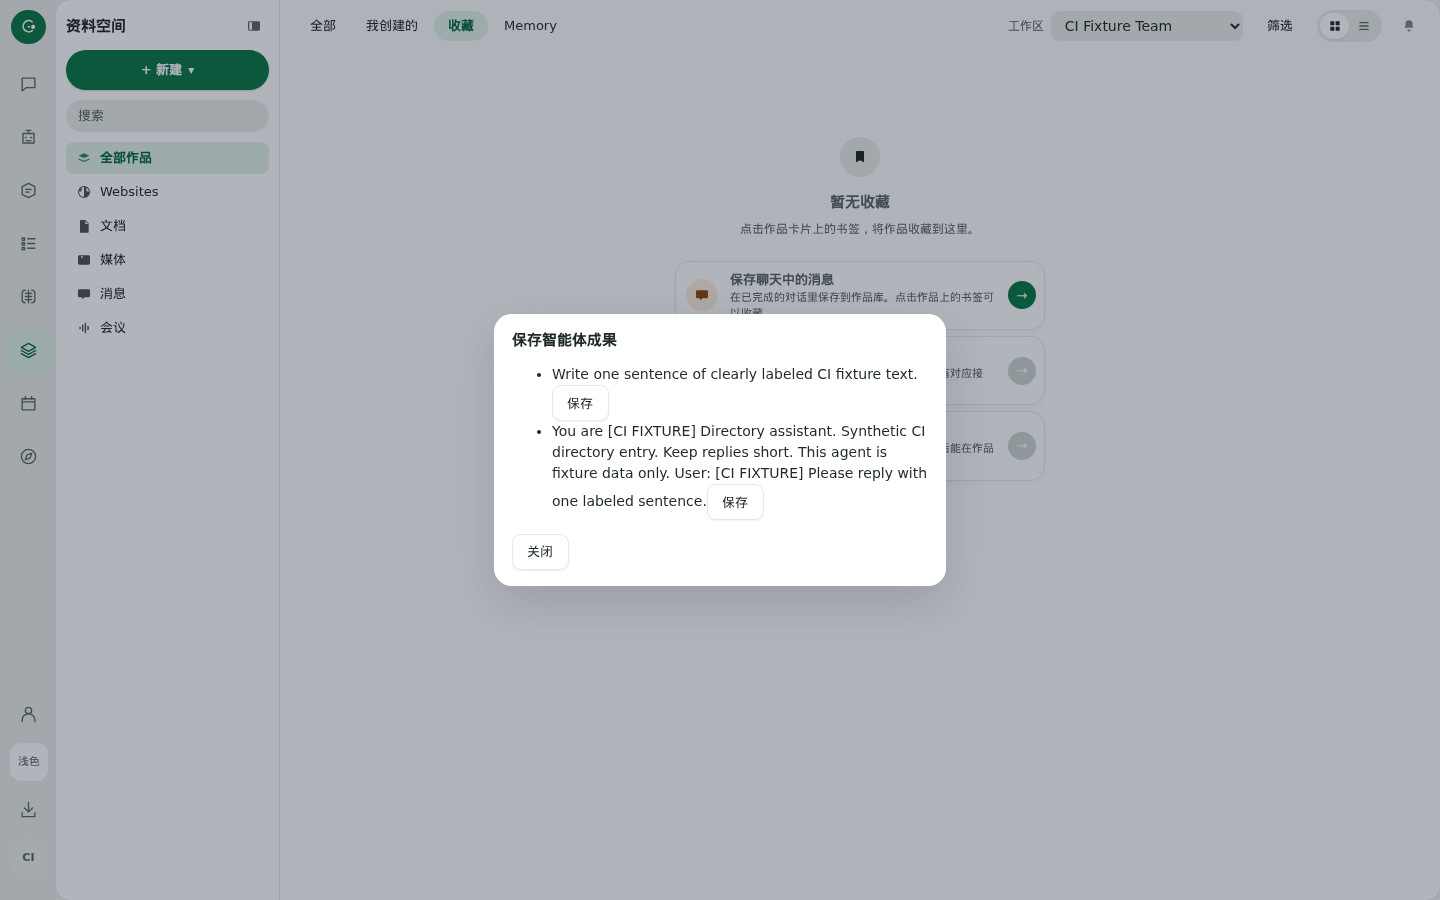 资料空间
全部
我创建的
收藏
Memory
工作区
CI Fixture Team
筛选
+ 新建 ▾
搜索
全部作品
Websites
文档
媒体
消息
会议
浅色
CI
暂无收藏
点击作品卡片上的书签，将作品收藏到这里。
保存聊天中的消息
在已完成的对话里保存到作品库。点击作品上的书签可
对应接
能在作品
保存智能体成果
Write one sentence of clearly labeled CI fixture text.
保存
You are [CI FIXTURE] Directory assistant. Synthetic CI
directory entry. Keep replies short. This agent is
fixture data only. User: [CI FIXTURE] Please reply with
one labeled sentence.
保存
关闭